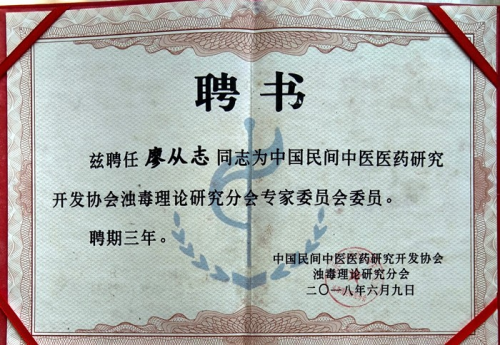 聘书
兹聘任 廖从志 同志为中国民间中医医药研究
开发协会浊毒理论研究分会专家委员会委员。
聘期三年。
中国民间中医医药研究开发协会
浊毒理论研究分会
二〇一八年六月九日